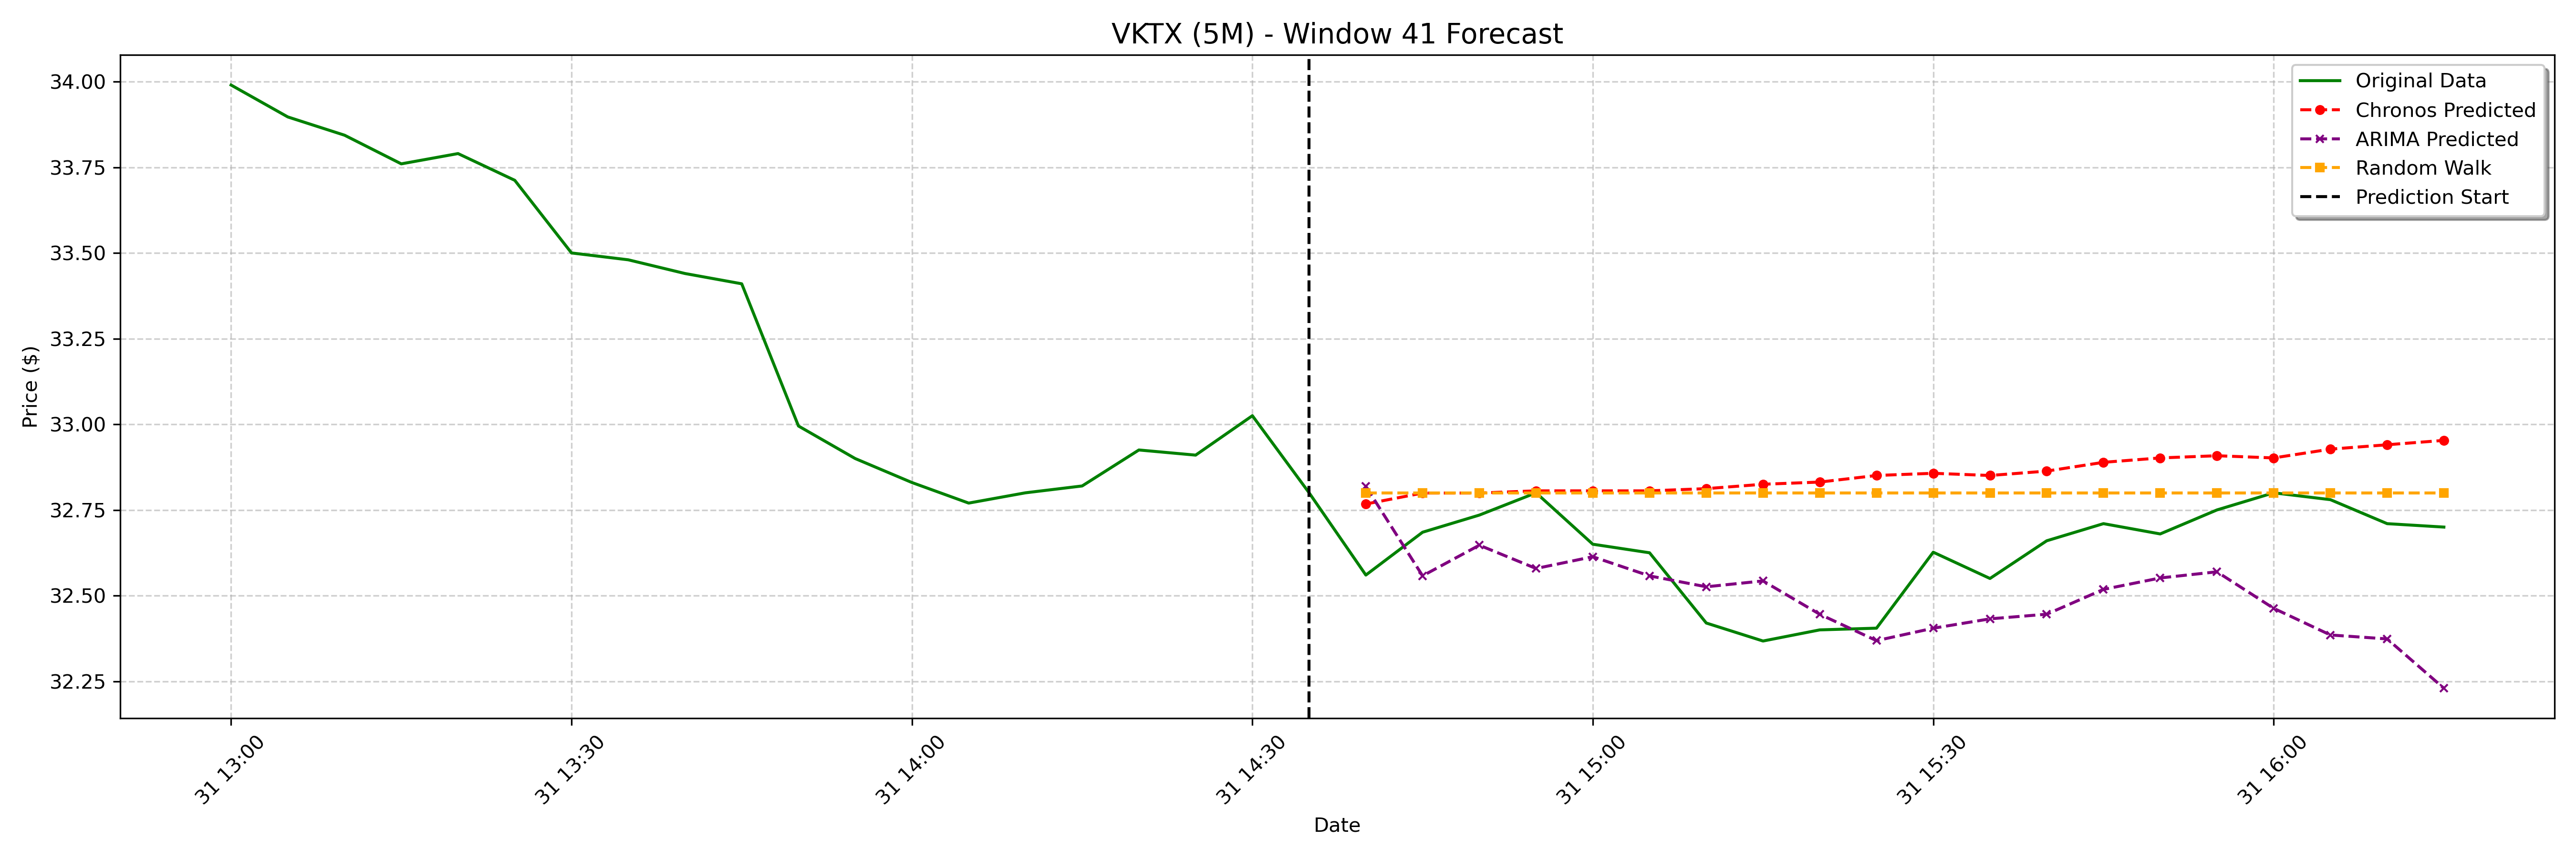 VKTX (5M) - Window 41 Forecast
Price ($)
34.00
33.75
33.50
33.25
33.00
32.75
32.50
32.25
Original Data
Chronos Predicted
ARIMA Predicted
Random Walk
Prediction Start
31 13:00
31 13:30
31 14:00
31 14:30
31 15:00
31 15:30
31 16:00
Date